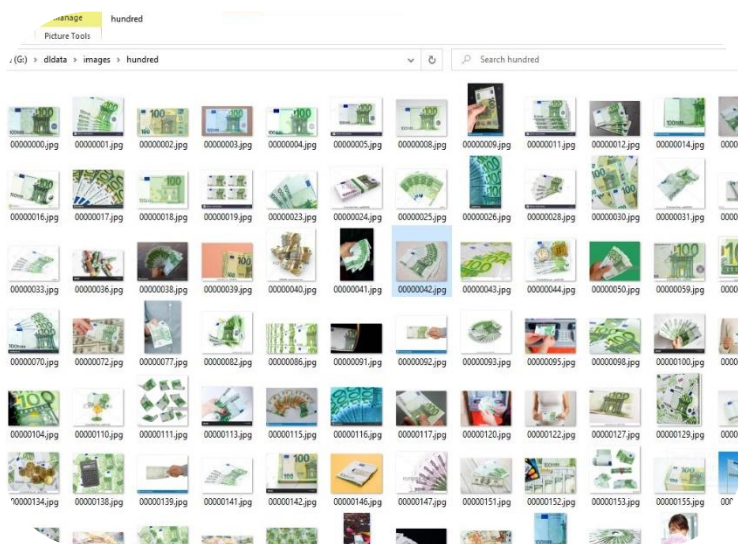 Manage hundred
Picture Tools
(G:) > dldata > images > hundred Search hundred
00000000.jpg 00000001.jpg 00000002.jpg 00000003.jpg 00000004.jpg 00000005.jpg 00000008.jpg 00000009.jpg 00000011.jpg 00000012.jpg 00000014.jpg
00000016.jpg 00000017.jpg 00000018.jpg 00000019.jpg 00000023.jpg 00000024.jpg 00000025.jpg 00000026.jpg 00000028.jpg 00000030.jpg 00000031.jpg 0000
00000033.jpg 00000036.jpg 00000038.jpg 00000039.jpg 00000040.jpg 00000041.jpg 00000042.jpg 00000043.jpg 00000044.jpg 00000050.jpg 00000059.jpg 0000
00000070.jpg 00000072.jpg 00000077.jpg 00000082.jpg 00000086.jpg 00000091.jpg 00000092.jpg 00000093.jpg 00000095.jpg 00000098.jpg 00000100.jpg 0000
00000104.jpg 00000110.jpg 00000111.jpg 00000113.jpg 00000115.jpg 00000116.jpg 00000117.jpg 00000120.jpg 00000122.jpg 00000127.jpg 00000129.jpg 0000
00000134.jpg 00000138.jpg 00000139.jpg 00000141.jpg 00000142.jpg 00000146.jpg 00000147.jpg 00000151.jpg 00000152.jpg 00000153.jpg 00000155.jpg